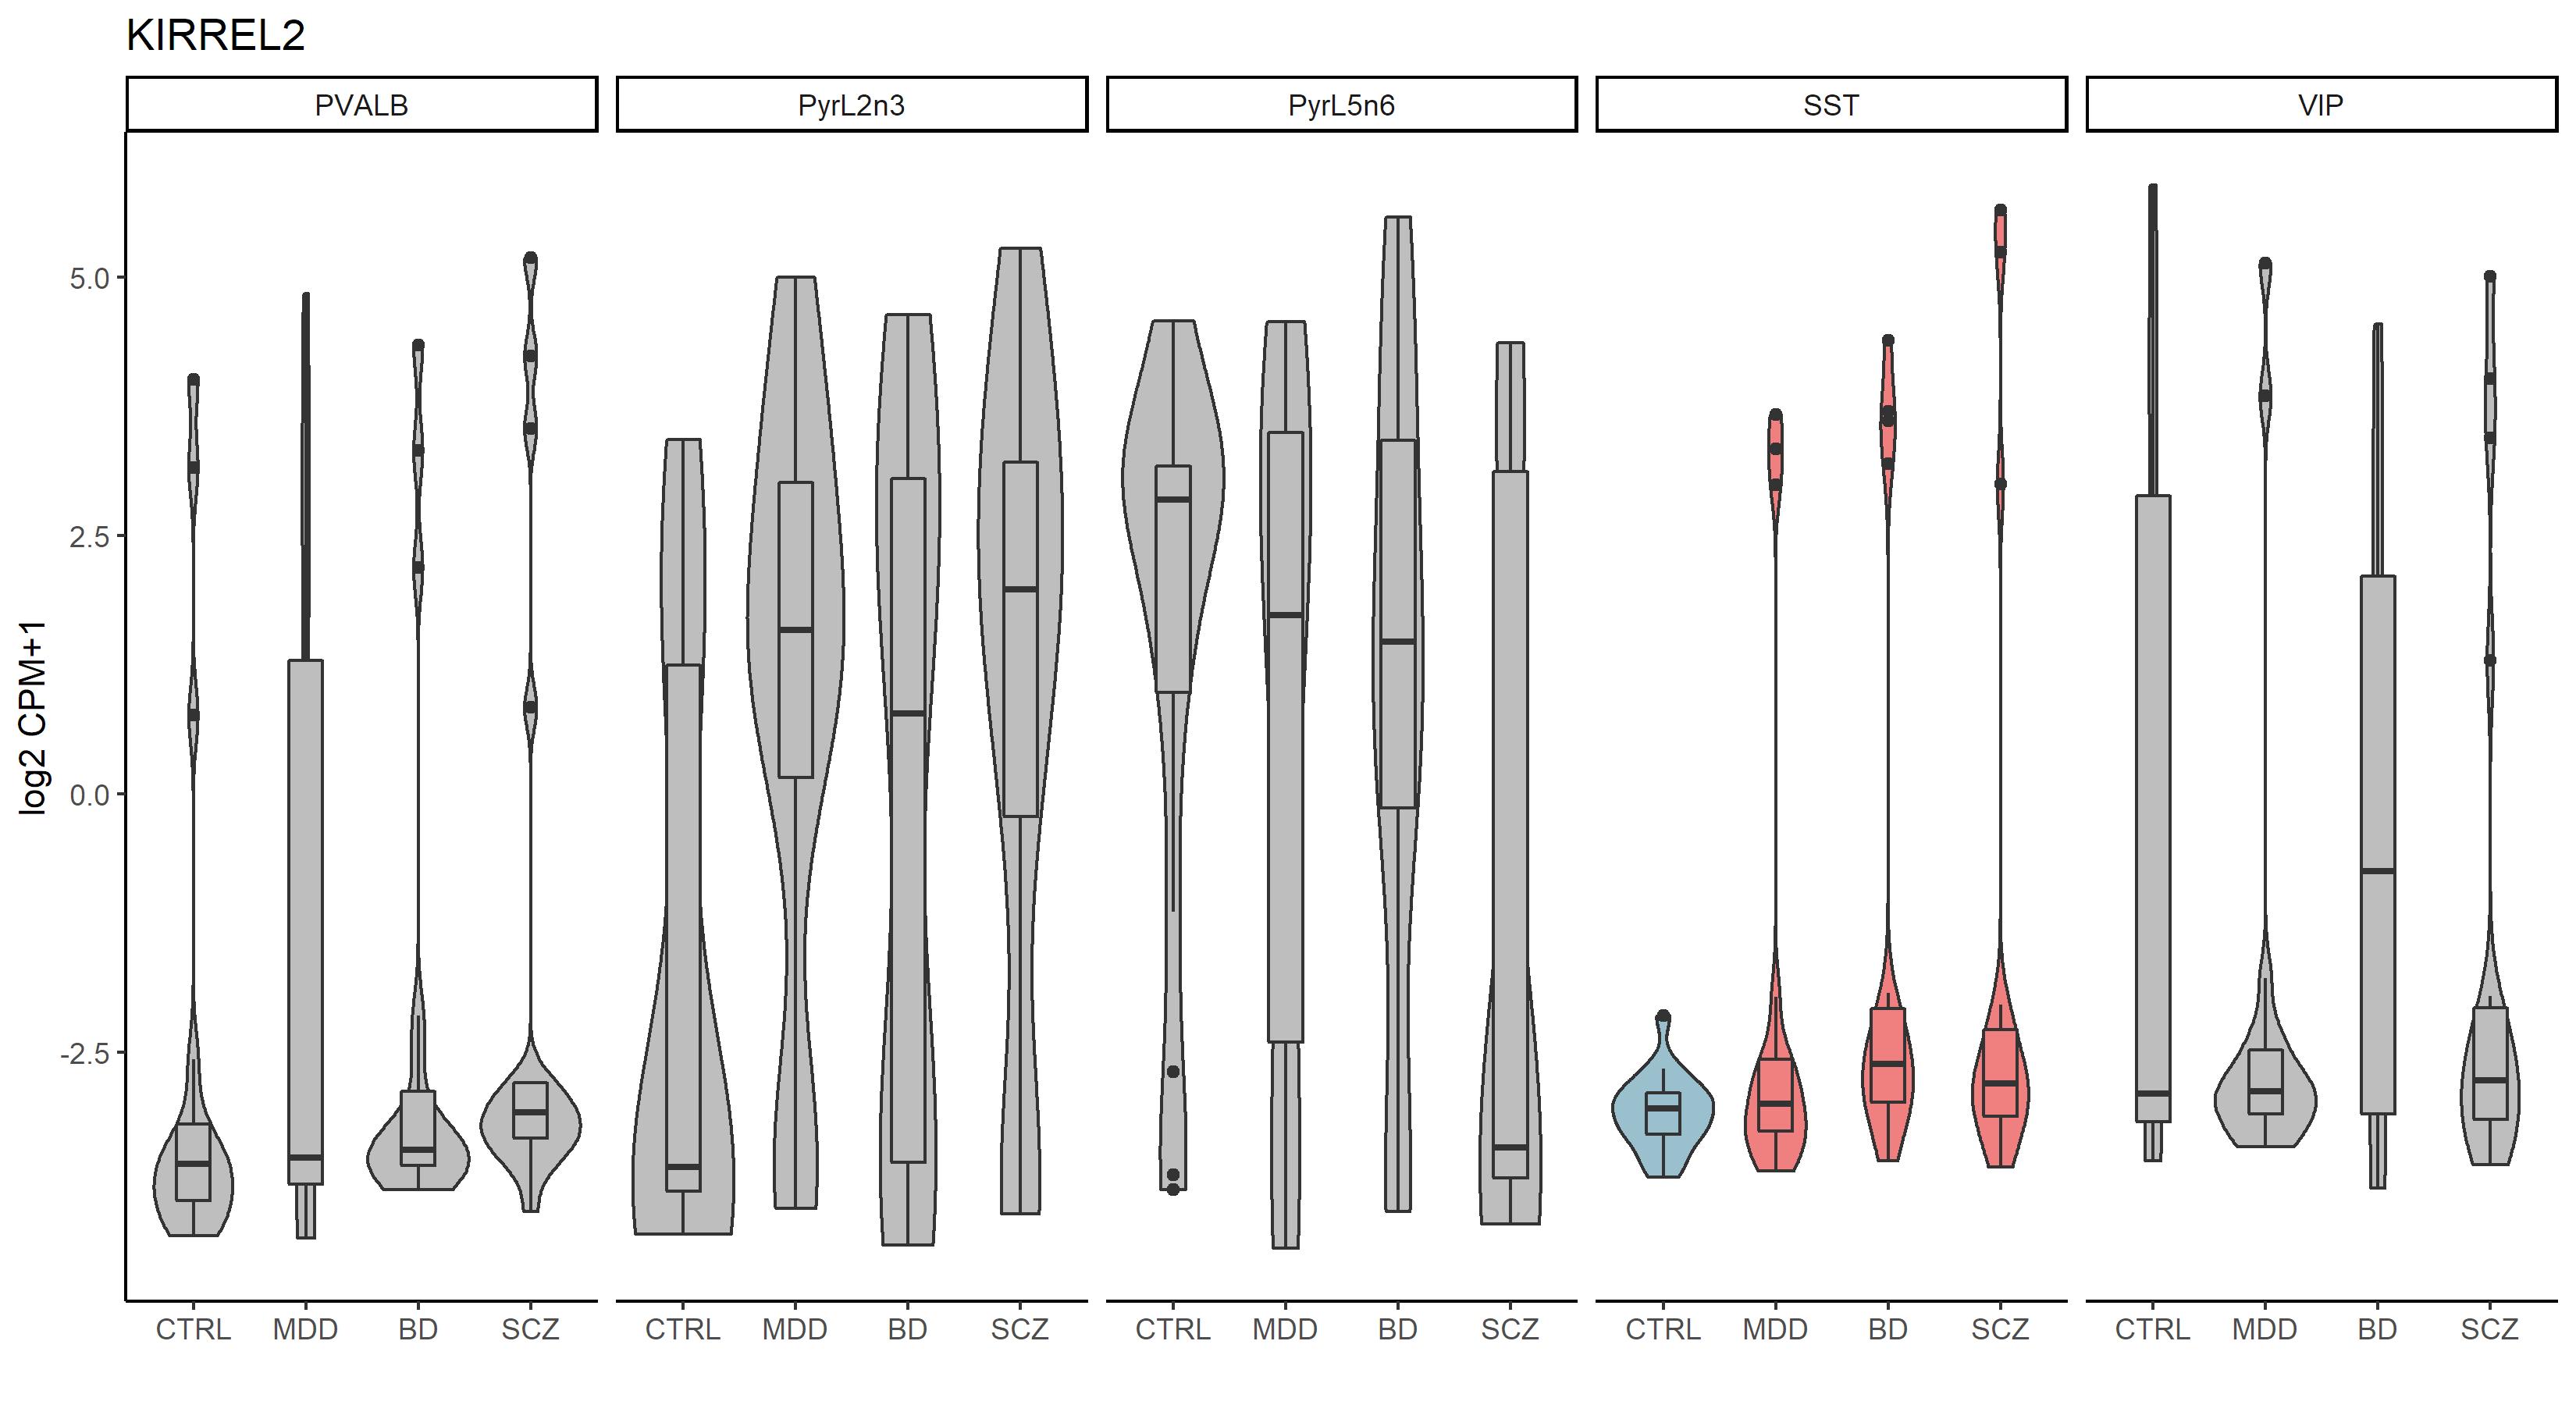 KIRREL2
PVALB PyrL2n3 PyrL5n6 SST VIP
log2 CPM+1
5.0
2.5
0.0
-2.5
CTRL MDD BD SCZ CTRL MDD BD SCZ CTRL MDD BD SCZ CTRL MDD BD SCZ CTRL MDD BD SCZ